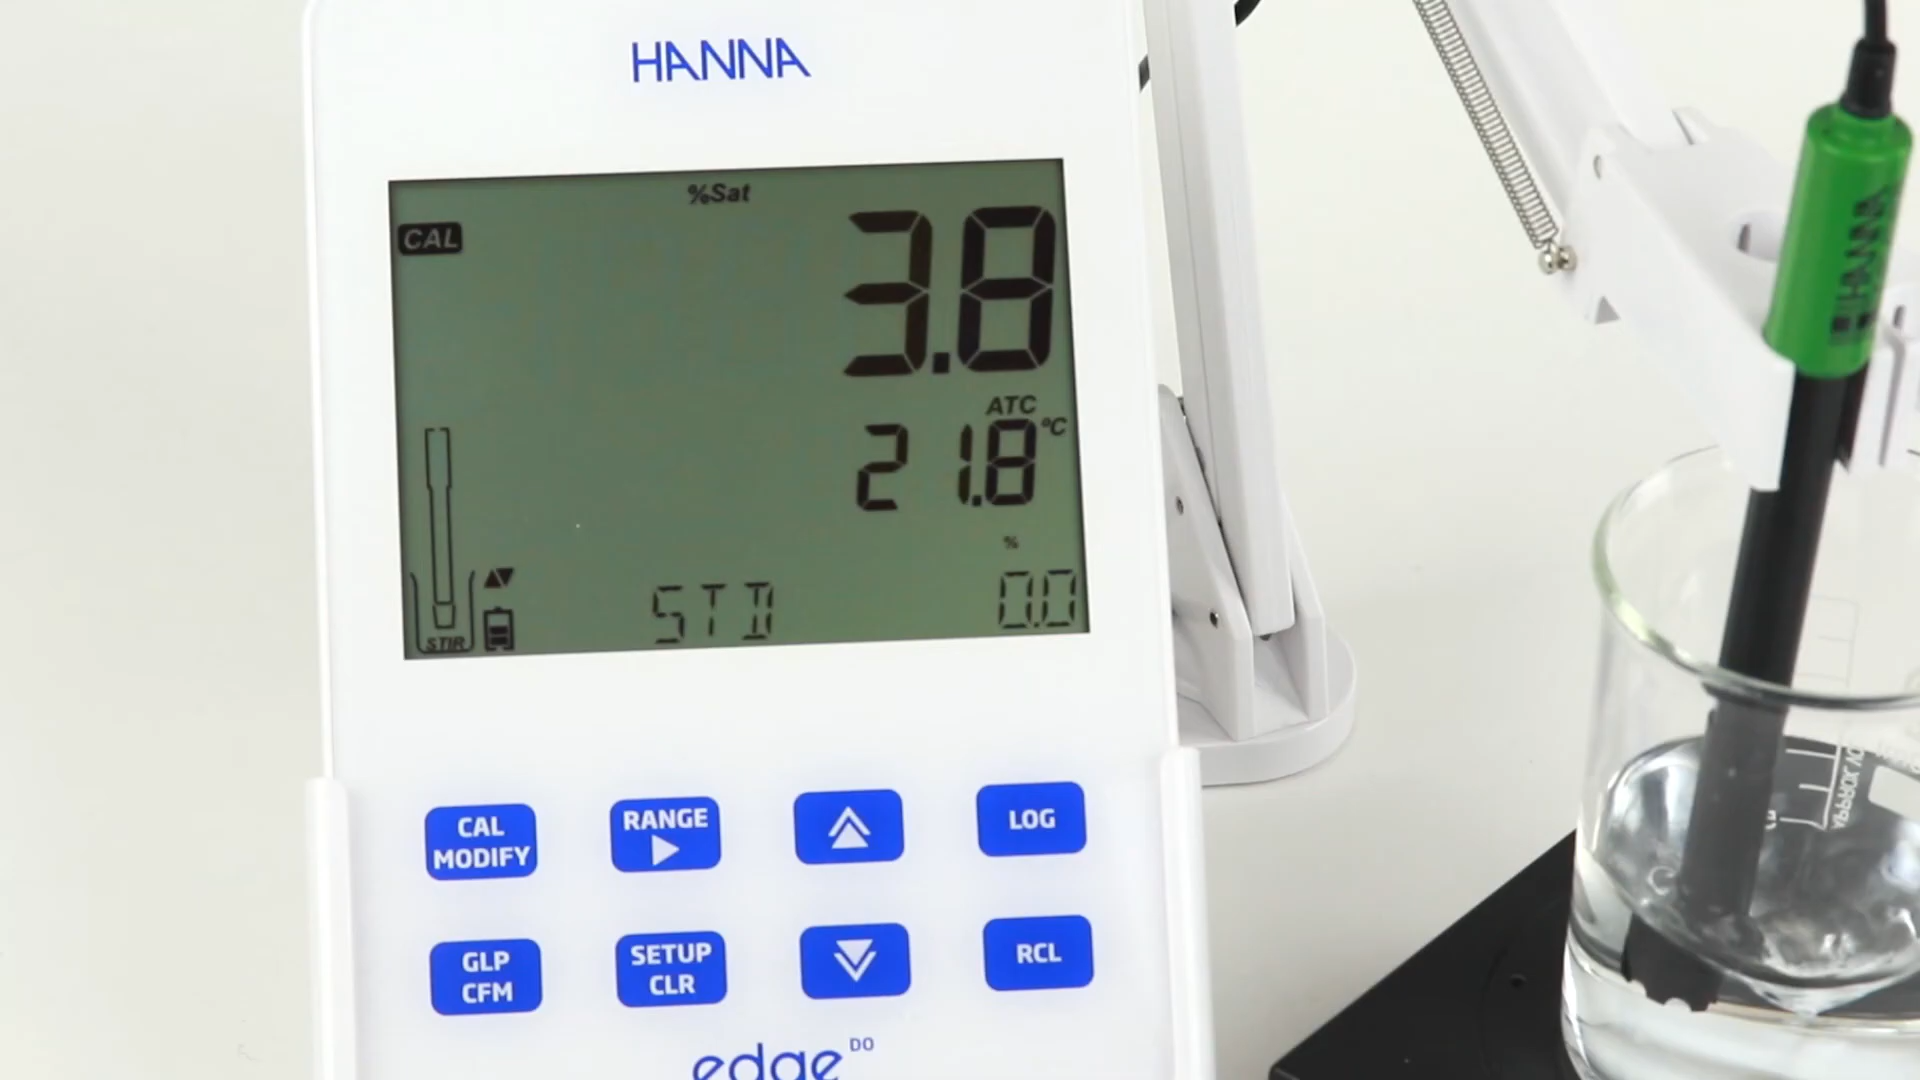 HANNA
%Sat
CAL
3.8
ATC
21.8 °C
%
STD 0.0
STIR
CAL
MODIFY
RANGE
LOG
GLP
CFM
SETUP
CLR
RCL
edge DO
HANNA